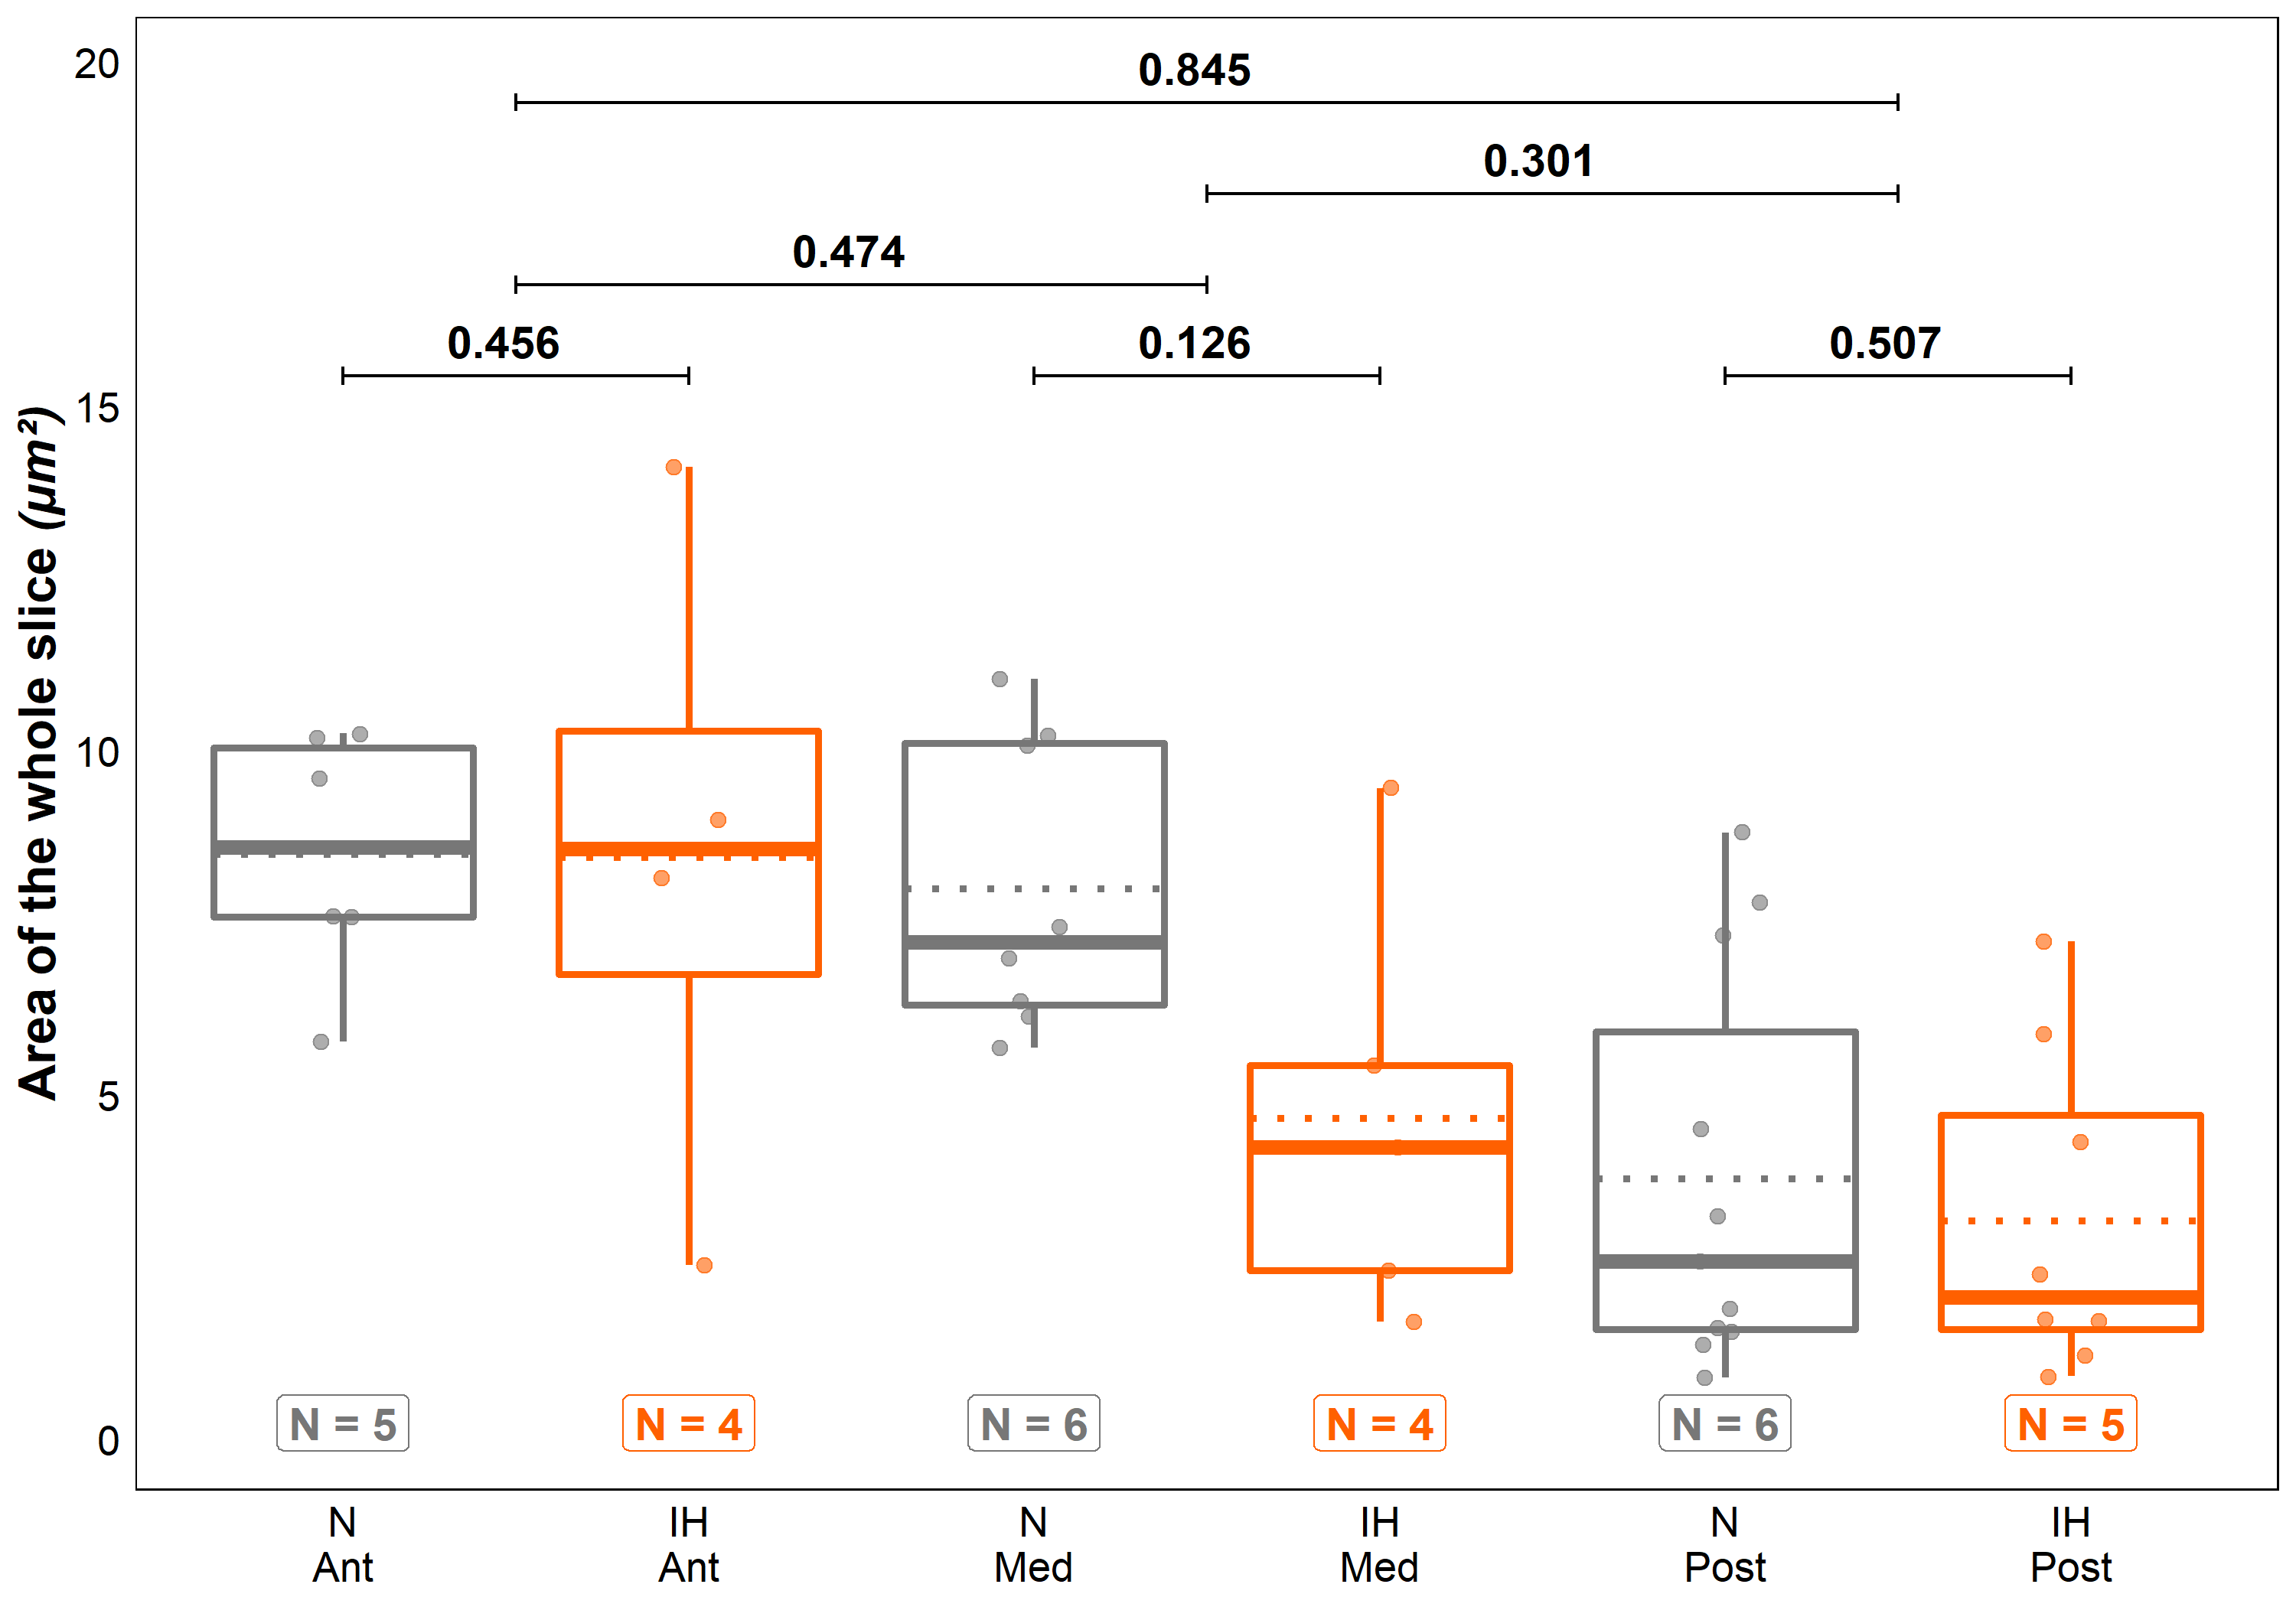 Area of the whole slice (µm²)
20
15
10
5
0
0.845
0.301
0.474
0.456
0.126
0.507
N = 5
N = 4
N = 6
N = 4
N = 6
N = 5
N
Ant
IH
Ant
N
Med
IH
Med
N
Post
IH
Post